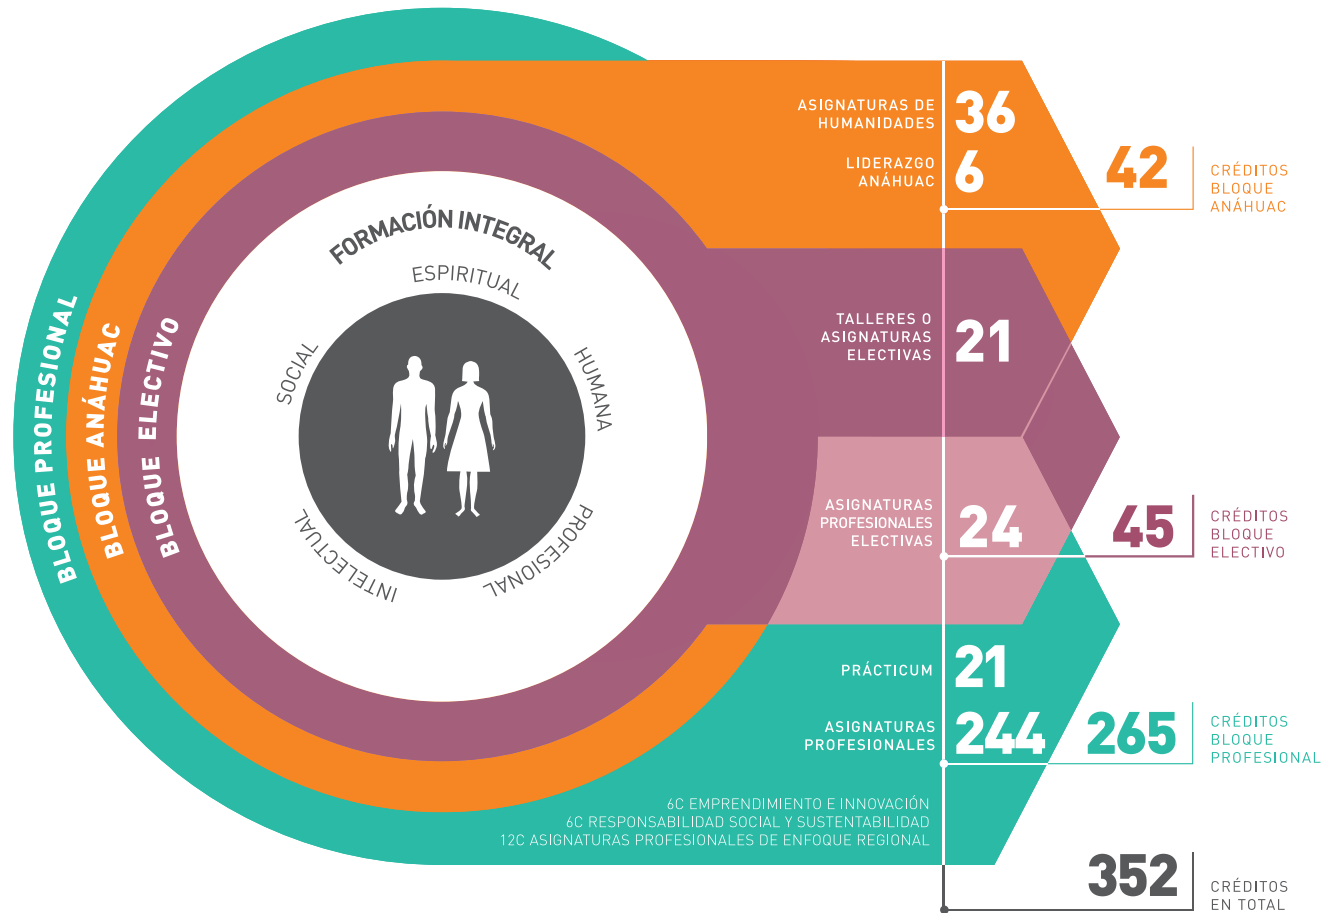 BLOQUE PROFESIONAL
BLOQUE ANÁHUAC
BLOQUE ELECTIVO
FORMACIÓN INTEGRAL
ESPIRITUAL
SOCIAL
HUMANA
INTELECTUAL
PROFESIONAL
ASIGNATURAS DE
HUMANIDADES
36
LIDERAZGO
ANÁHUAC
6
42
CRÉDITOS
BLOQUE
ANÁHUAC
TALLERES O
ASIGNATURAS
ELECTIVAS
21
ASIGNATURAS
PROFESIONALES
ELECTIVAS
24
45
CRÉDITOS
BLOQUE
ELECTIVO
PRÁCTICUM
21
ASIGNATURAS
PROFESIONALES
244
265
CRÉDITOS
BLOQUE
PROFESIONAL
6C EMPRENDIMIENTO E INNOVACIÓN
6C RESPONSABILIDAD SOCIAL Y SUSTENTABILIDAD
12C ASIGNATURAS PROFESIONALES DE ENFOQUE REGIONAL
352
CRÉDITOS
EN TOTAL